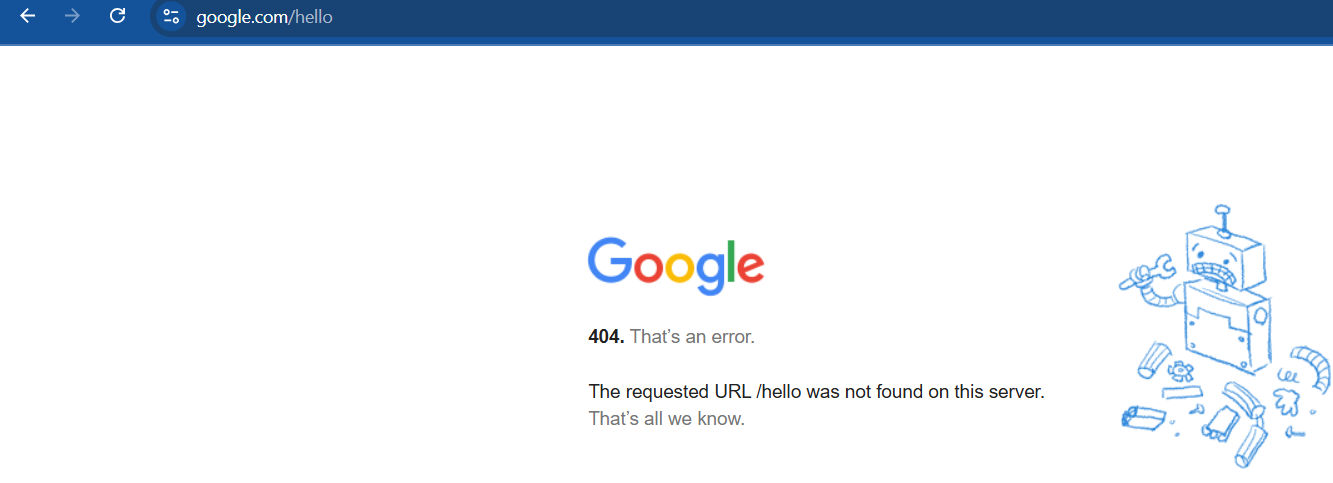 google.com/hello
Google
404. That’s an error.
The requested URL /hello was not found on this server.
That’s all we know.